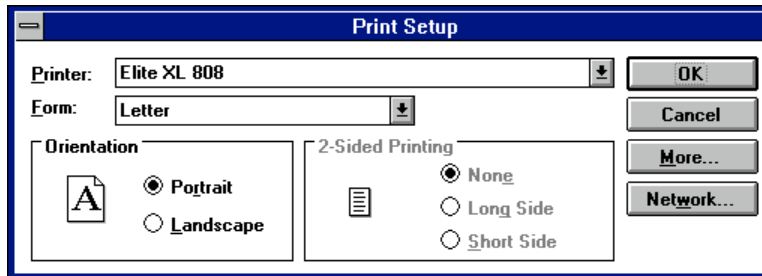 Print Setup
Printer: Elite XL 808 OK
Form: Letter Cancel
Orientation 2-Sided Printing More...
A Portrait None Network...
Landscape Long Side
Short Side